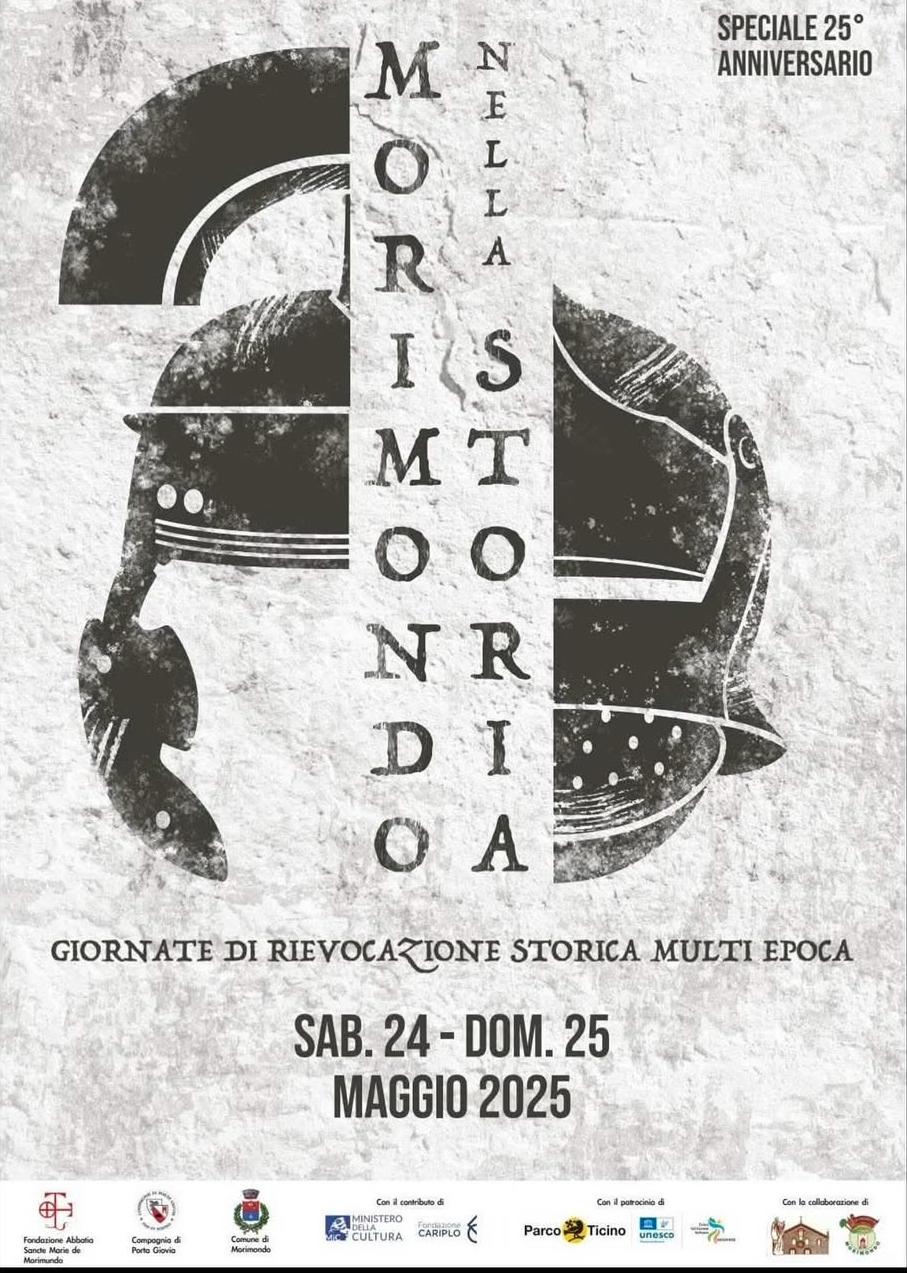 SPECIALE 25°
ANNIVERSARIO
MORIMONDO
NELLA
STORIA
GIORNATE DI RIEVOCAZIONE STORICA MULTI EPOCA
SAB. 24 - DOM. 25
MAGGIO 2025
Fondazione Abbatia
Sancte Marie de
Morimundo
Compagnia di
Porta Giovia
Comune di
Morimondo
Con il contributo di
MiC
MINISTERO
DELLA
CULTURA
Fondazione
CARIPLO
Con il patrocinio di
Parco Ticino
unesco
Con la collaborazione di
MORIMONDO